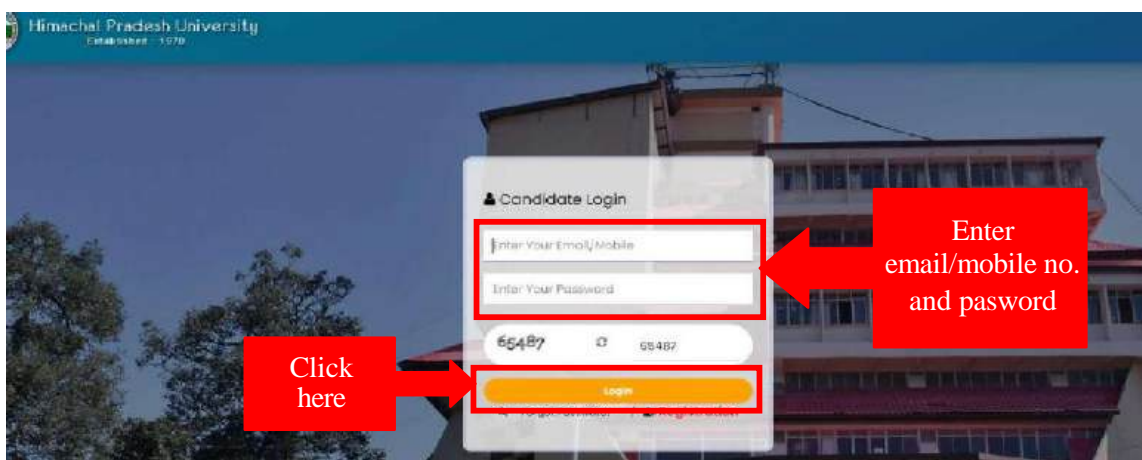 Himachal Pradesh University
Established - 1970
Candidate Login
Enter Your Email/Mobile
Enter Your Password
65487
65487
Login
Registration
Enter
email/mobile no.
and pasword
Click
here